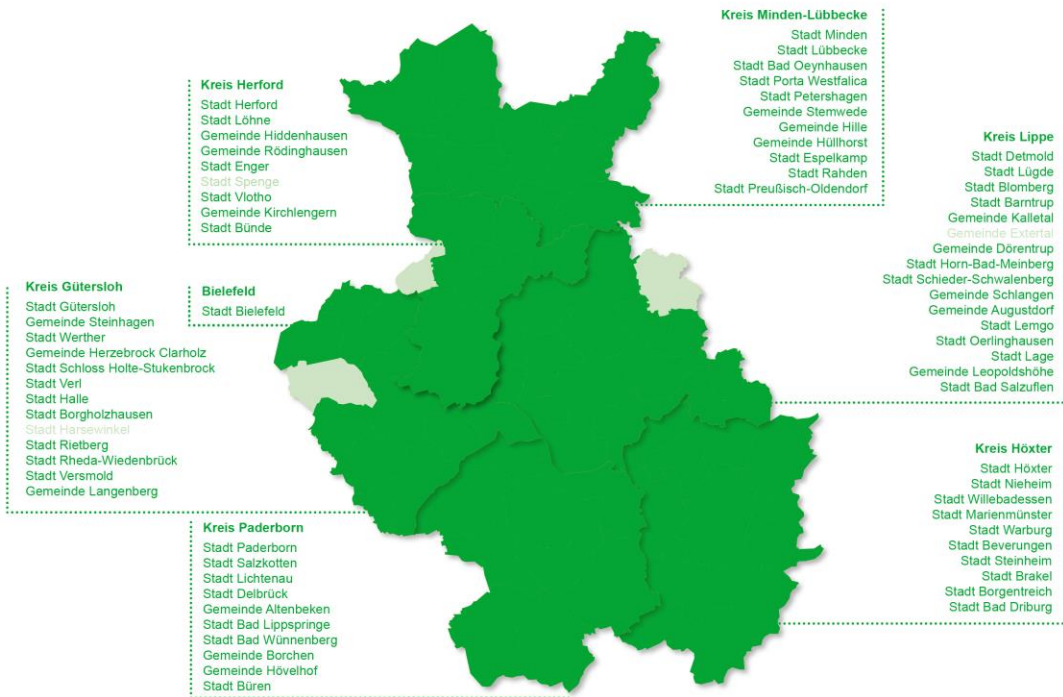 Kreis Minden-Lübbecke
Stadt Minden
Stadt Lübbecke
Stadt Bad Oeynhausen
Stadt Porta Westfalica
Stadt Petershagen
Gemeinde Stemwede
Gemeinde Hille
Gemeinde Hüllhorst
Stadt Espelkamp
Stadt Rahden
Stadt Preußisch-Oldendorf
Kreis Herford
Stadt Herford
Stadt Löhne
Gemeinde Hiddenhausen
Gemeinde Rödinghausen
Stadt Enger
Stadt Spenge
Stadt Vlotho
Gemeinde Kirchlengern
Stadt Bünde
Kreis Lippe
Stadt Detmold
Stadt Lügde
Stadt Blomberg
Stadt Barntrup
Gemeinde Kalletal
Gemeinde Extertal
Gemeinde Dörentrup
Stadt Horn-Bad-Meinberg
Stadt Schieder-Schwalenberg
Gemeinde Schlangen
Gemeinde Augustdorf
Stadt Lemgo
Stadt Oerlinghausen
Stadt Lage
Gemeinde Leopoldshöhe
Stadt Bad Salzuflen
Kreis Gütersloh
Stadt Gütersloh
Gemeinde Steinhagen
Stadt Werther
Gemeinde Herzebrock Clarholz
Stadt Schloss Holte-Stukenbrock
Stadt Verl
Stadt Halle
Stadt Borgholzhausen
Stadt Harsewinkel
Stadt Rietberg
Stadt Rheda-Wiedenbrück
Stadt Versmold
Gemeinde Langenberg
Bielefeld
Stadt Bielefeld
Kreis Höxter
Stadt Höxter
Stadt Nieheim
Stadt Willebadessen
Stadt Marienmünster
Stadt Warburg
Stadt Beverungen
Stadt Steinheim
Stadt Brakel
Stadt Borgentreich
Stadt Bad Driburg
Kreis Paderborn
Stadt Paderborn
Stadt Salzkotten
Stadt Lichtenau
Stadt Delbrück
Gemeinde Altenbeken
Stadt Bad Lippspringe
Stadt Bad Wünnenberg
Gemeinde Borchen
Gemeinde Hövelhof
Stadt Büren